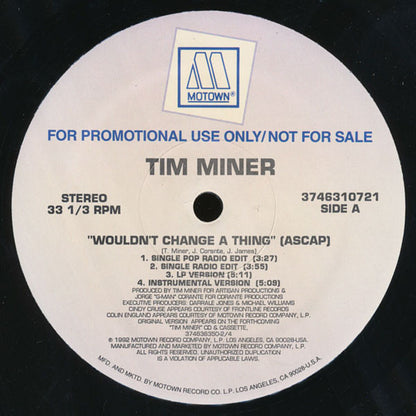 MOTOWN®
FOR PROMOTIONAL USE ONLY/NOT FOR SALE
TIM MINER
STEREO
33 1/3 RPM
3746310721
SIDE A
"WOULDN'T CHANGE A THING" (ASCAP)
(T. Miner, J. Corante, J. James)
1. SINGLE POP RADIO EDIT (3:27)
2. SINGLE RADIO EDIT (3:55)
3. LP VERSION (5:11)
4. INSTRUMENTAL VERSION (5:09)
PRODUCED BY TIM MINER FOR ARTISAN PRODUCTIONS &
JORGE "G-MAN" CORANTE FOR CORANTE PRODUCTIONS
EXECUTIVE PRODUCERS: CARRALE JONES & MICHAEL WILLIAMS
CINDY CRUSE APPEARS COURTESY OF FRONTLINE RECORDS
COLIN ENGLAND APPEARS COURTESY OF MOTOWN RECORD COMPANY, L.P.
ORIGINAL VERSION APPEARS ON THE FORTHCOMING
"TIM MINER" CD & CASSETTE,
374636350-2/4
℗ 1992 MOTOWN RECORD COMPANY, L.P. LOS ANGELES, CA 90028-USA.
MANUFACTURED AND MARKETED BY MOTOWN RECORD COMPANY, L.P.
ALL RIGHTS RESERVED. UNAUTHORIZED DUPLICATION
IS A VIOLATION OF APPLICABLE LAWS.
MFD. AND MKTD. BY MOTOWN RECORD CO. L.P. LOS ANGELES, CA 90028-U.S.A.